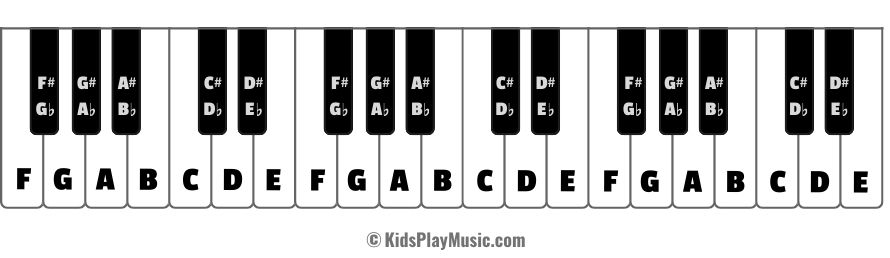 F# G# A# C# D# F# G# A# C# D# F# G# A# C# D#
G♭ A♭ B♭ D♭ E♭ G♭ A♭ B♭ D♭ E♭ G♭ A♭ B♭ D♭ E♭
F G A B C D E F G A B C D E F G A B C D E
© KidsPlayMusic.com